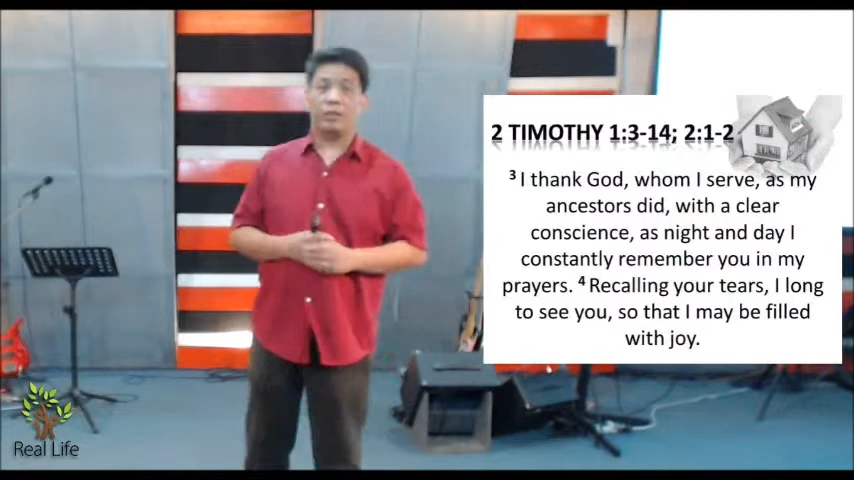 2 TIMOTHY 1:3-14; 2:1-2
³ I thank God, whom I serve, as my
ancestors did, with a clear
conscience, as night and day I
constantly remember you in my
prayers. ⁴ Recalling your tears, I long
to see you, so that I may be filled
with joy.
Real Life